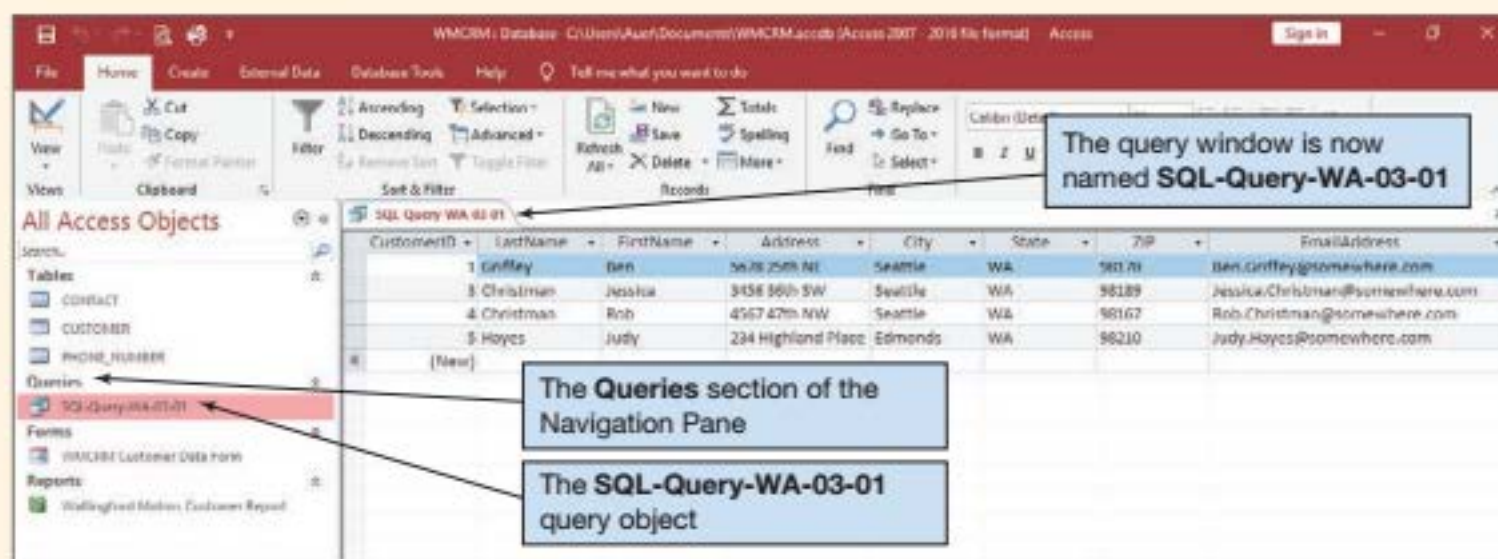 WMCRM : Database- C:\Users\Auer\Documents\WMCRM.accdb (Access 2007 - 2016 file format) Access
Sign in
File Home Create External Data Database Tools Help Tell me what you want to do
View
Views
Paste
Cut
Copy
Format Painter
Clipboard
Filter
Ascending
Descending
Remove Sort
Selection
Advanced
Toggle Filter
Sort & Filter
Refresh All
New
Save
Delete
Totals
Spelling
More
Records
Find
Replace
Go To
Select
Find
B I U
The query window is now
named SQL-Query-WA-03-01
All Access Objects
Search...
Tables
CONTACT
CUSTOMER
PHONE_NUMBER
Queries
SQL-Query-WA-03-01
Forms
WMCRM Customer Data Form
Reports
Wallingford Motors Customer Report
SQL-Query-WA-03-01
CustomerID LastName FirstName Address City State ZIP EmailAddress
1 Griffey Ben 5678 25th NE Seattle WA 98178 Ben.Griffey@somewhere.com
3 Christman Jessica 3456 36th SW Seattle WA 98189 Jessica.Christman@somewhere.com
4 Christman Rob 4567 47th NW Seattle WA 98167 Rob.Christman@somewhere.com
5 Hayes Judy 234 Highland Place Edmonds WA 98210 Judy.Hayes@somewhere.com
* (New)
The Queries section of the
Navigation Pane
The SQL-Query-WA-03-01
query object